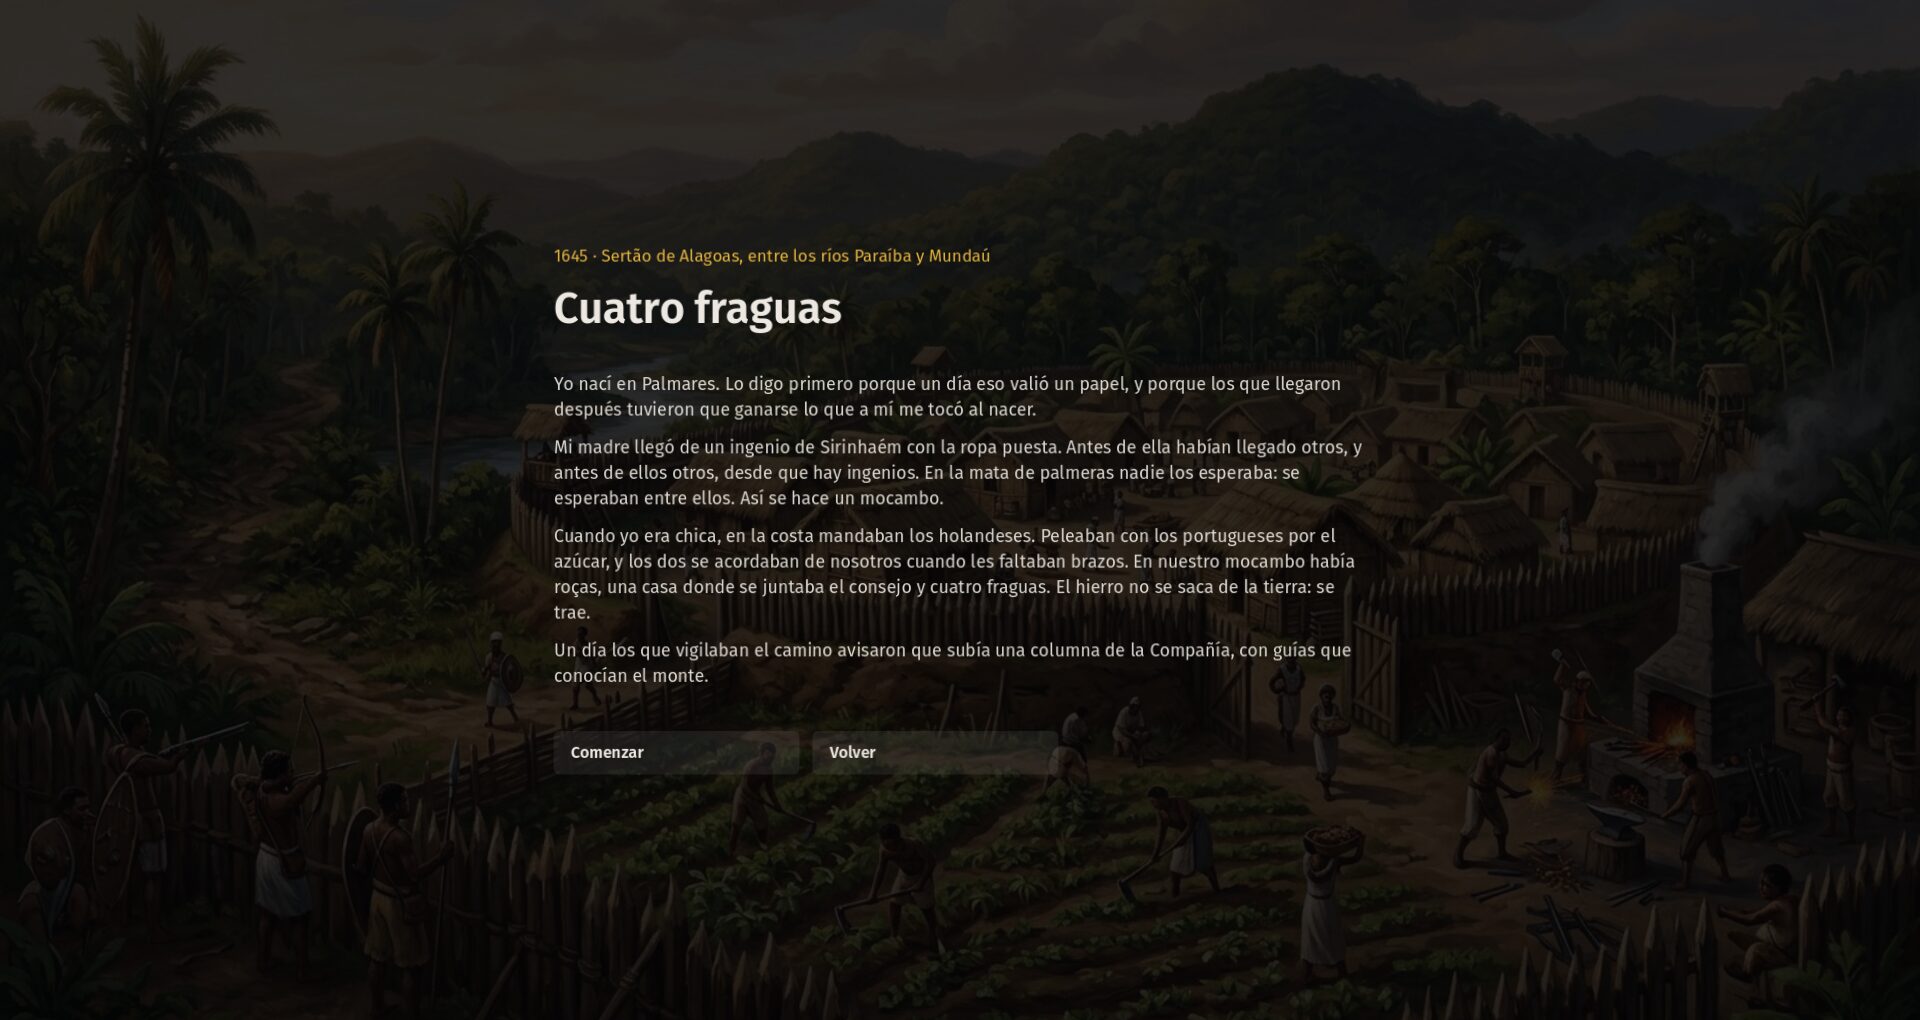 1645 · Sertão de Alagoas, entre los ríos Paraíba y Mundaú
Cuatro fraguas
Yo nací en Palmares. Lo digo primero porque un día eso valió un papel, y porque los que llegaron
después tuvieron que ganarse lo que a mí me tocó al nacer.
Mi madre llegó de un ingenio de Sirinhaém con la ropa puesta. Antes de ella habían llegado otros, y
antes de ellos otros, desde que hay ingenios. En la mata de palmeras nadie los esperaba: se
esperaban entre ellos. Así se hace un mocambo.
Cuando yo era chica, en la costa mandaban los holandeses. Peleaban con los portugueses por el
azúcar, y los dos se acordaban de nosotros cuando les faltaban brazos. En nuestro mocambo había
roças, una casa donde se juntaba el consejo y cuatro fraguas. El hierro no se saca de la tierra: se
trae.
Un día los que vigilaban el camino avisaron que subía una columna de la Compañía, con guías que
conocían el monte.
Comenzar
Volver